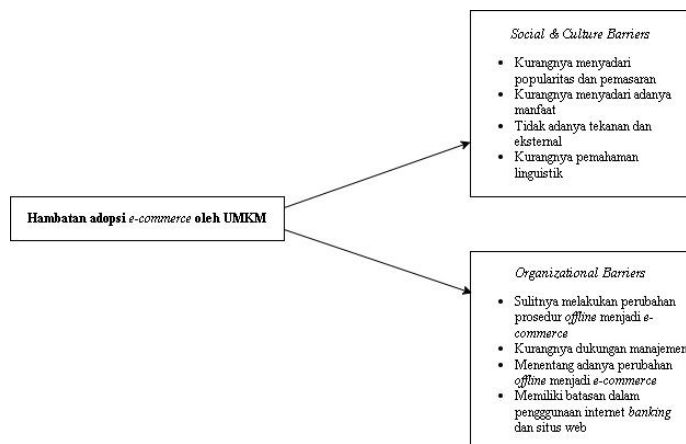 Social & Culture Barriers
• Kurangnya menyadari
popularitas dan pemasaran
• Kurangnya menyadari adanya
manfaat
• Tidak adanya tekanan dan
eksternal
• Kurangnya pemahaman
linguistik
Hambatan adopsi e-commerce oleh UMKM
Organizational Barriers
• Sulitnya melakukan perubahan
prosedur offline menjadi e-
commerce
• Kurangnya dukungan manajemen
• Menentang adanya perubahan
offline menjadi e-commerce
• Memiliki batasan dalam
pengggunaan internet banking
dan situs web